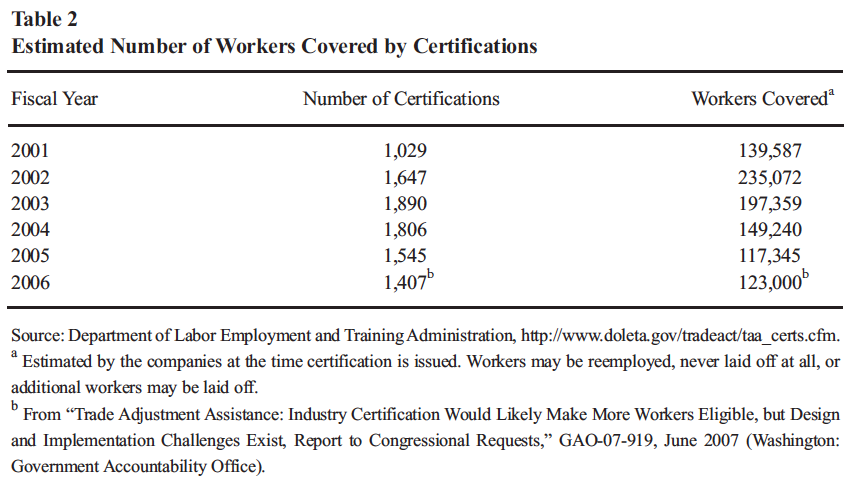 Table 2
Estimated Number of Workers Covered by Certifications
Fiscal Year Number of Certifications Workers Covered^a
2001 1,029 139,587
2002 1,647 235,072
2003 1,890 197,359
2004 1,806 149,240
2005 1,545 117,345
2006 1,407^b 123,000^b
Source: Department of Labor Employment and Training Administration, http://www.doleta.gov/tradeact/taa_certs.cfm.
^a Estimated by the companies at the time certification is issued. Workers may be reemployed, never laid off at all, or
additional workers may be laid off.
^b From “Trade Adjustment Assistance: Industry Certification Would Likely Make More Workers Eligible, but Design
and Implementation Challenges Exist, Report to Congressional Requests,” GAO-07-919, June 2007 (Washington:
Government Accountability Office).